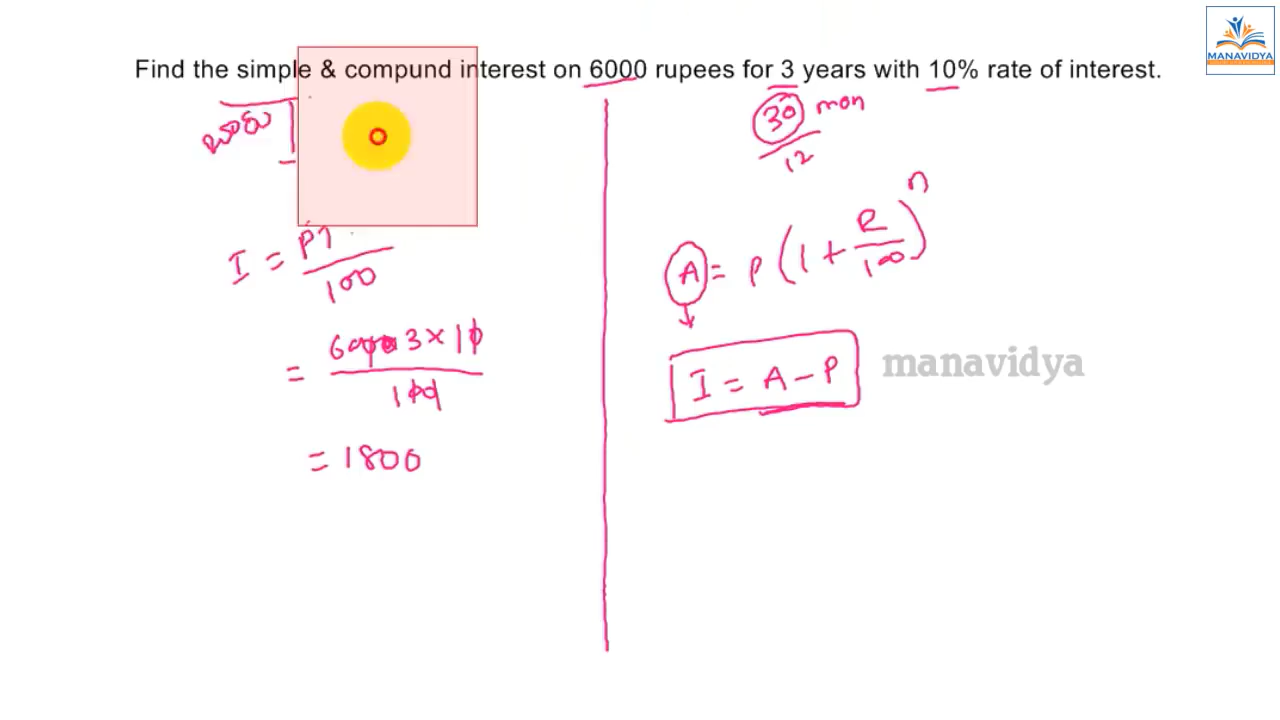 MANAVIDYA
Find the simple & compund interest on 6000 rupees for 3 years with 10% rate of interest.
30 mon
12
I = P
100
= 6000 3 × 10
100
= 1800
A = P (1 + R
100) n
I = A - P
manavidya